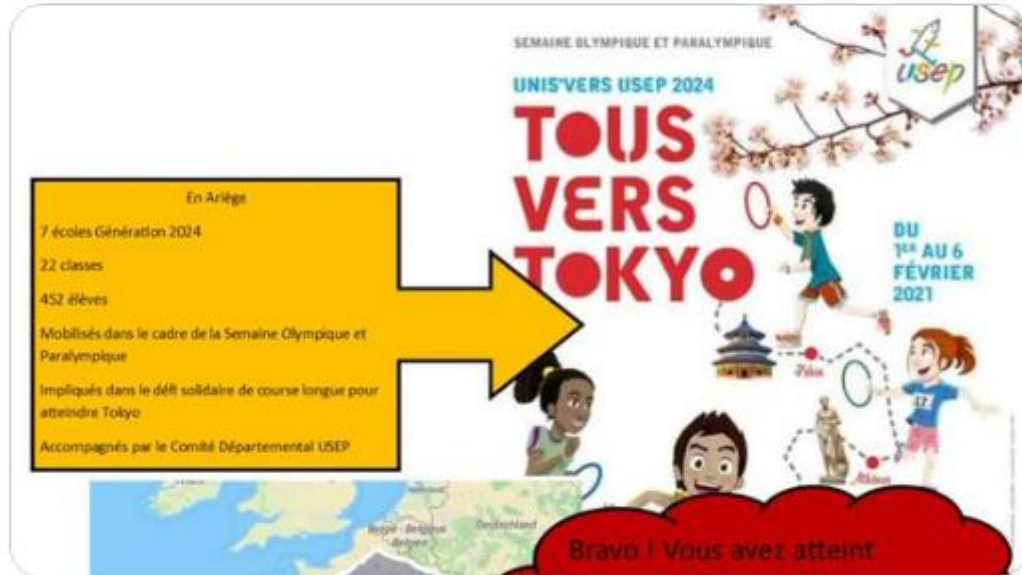 SEMAINE OLYMPIQUE ET PARALYMPIQUE
usep
UNIS'VERS USEP 2024
TOUS
VERS
TOKYO
DU
1ER AU 6
FÉVRIER
2021
En Ariège
7 écoles Génération 2024
22 classes
452 élèves
Mobilisés dans le cadre de la Semaine Olympique et
Paralympique
Impliqués dans le défi solidaire de course longue pour
atteindre Tokyo
Accompagnés par le Comité Départemental USEP
Pékin
Athènes
België - Belgique
Belgien
Deutschland
Bravo ! Vous avez atteint